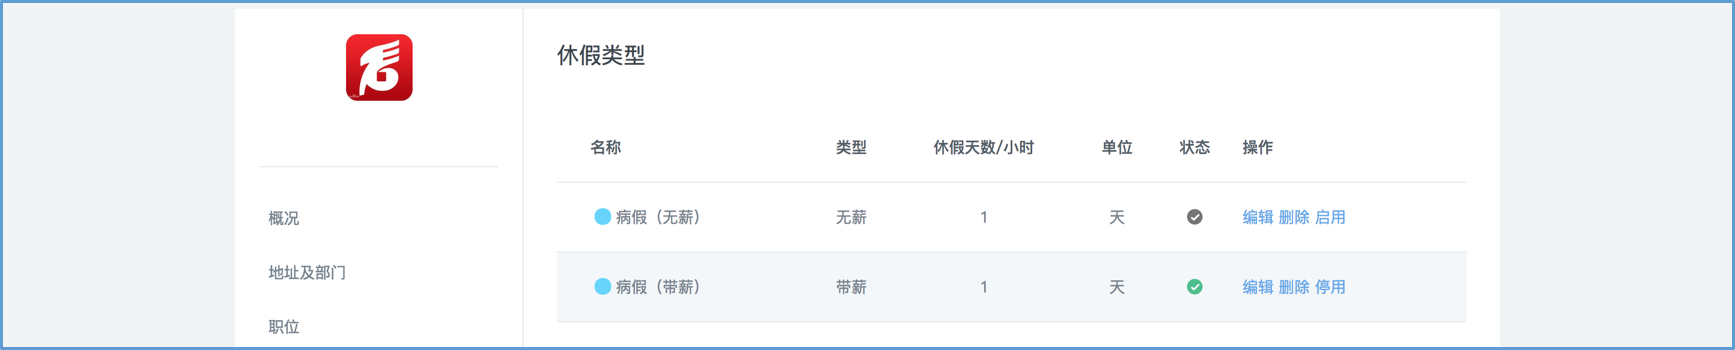 休假类型
名称 类型 休假天数/小时 单位 状态 操作
病假（无薪） 无薪 1 天 编辑 删除 启用
病假（带薪） 带薪 1 天 编辑 删除 停用
概况
地址及部门
职位